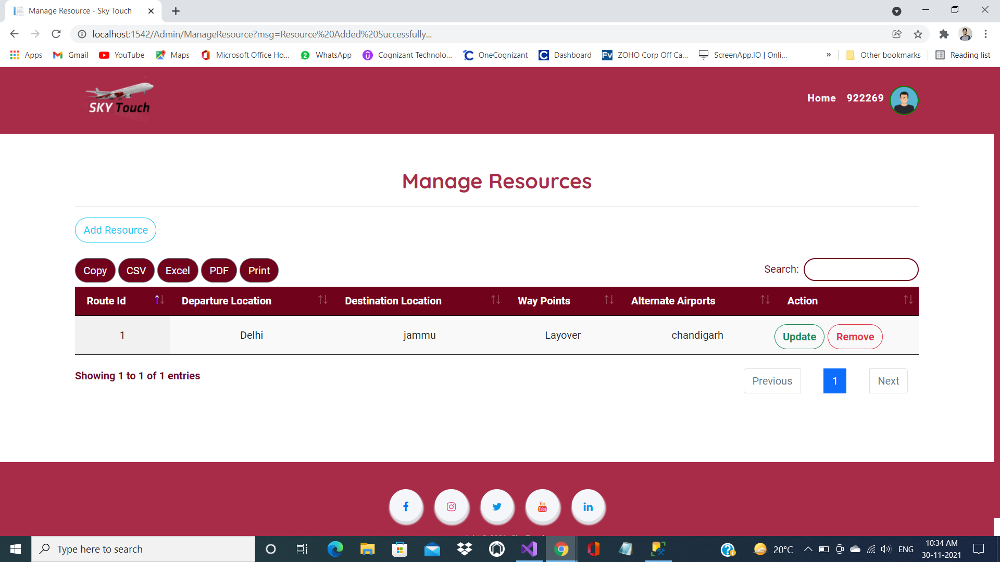 Manage Resource - Sky Touch
localhost:1542/Admin/ManageResource?msg=Resource%20Added%20Successfully...
Apps Gmail YouTube Maps Microsoft Office Ho... WhatsApp Cognizant Technolo... OneCognizant Dashboard ZOHO Corp Off Ca... ScreenApp.IO | Onli... » Other bookmarks Reading list
SKY Touch
Home 922269
Manage Resources
Add Resource
Copy CSV Excel PDF Print Search:
Route Id Departure Location Destination Location Way Points Alternate Airports Action
1 Delhi jammu Layover chandigarh Update Remove
Showing 1 to 1 of 1 entries Previous 1 Next
Type here to search 20°C ENG 10:34 AM
30-11-2021